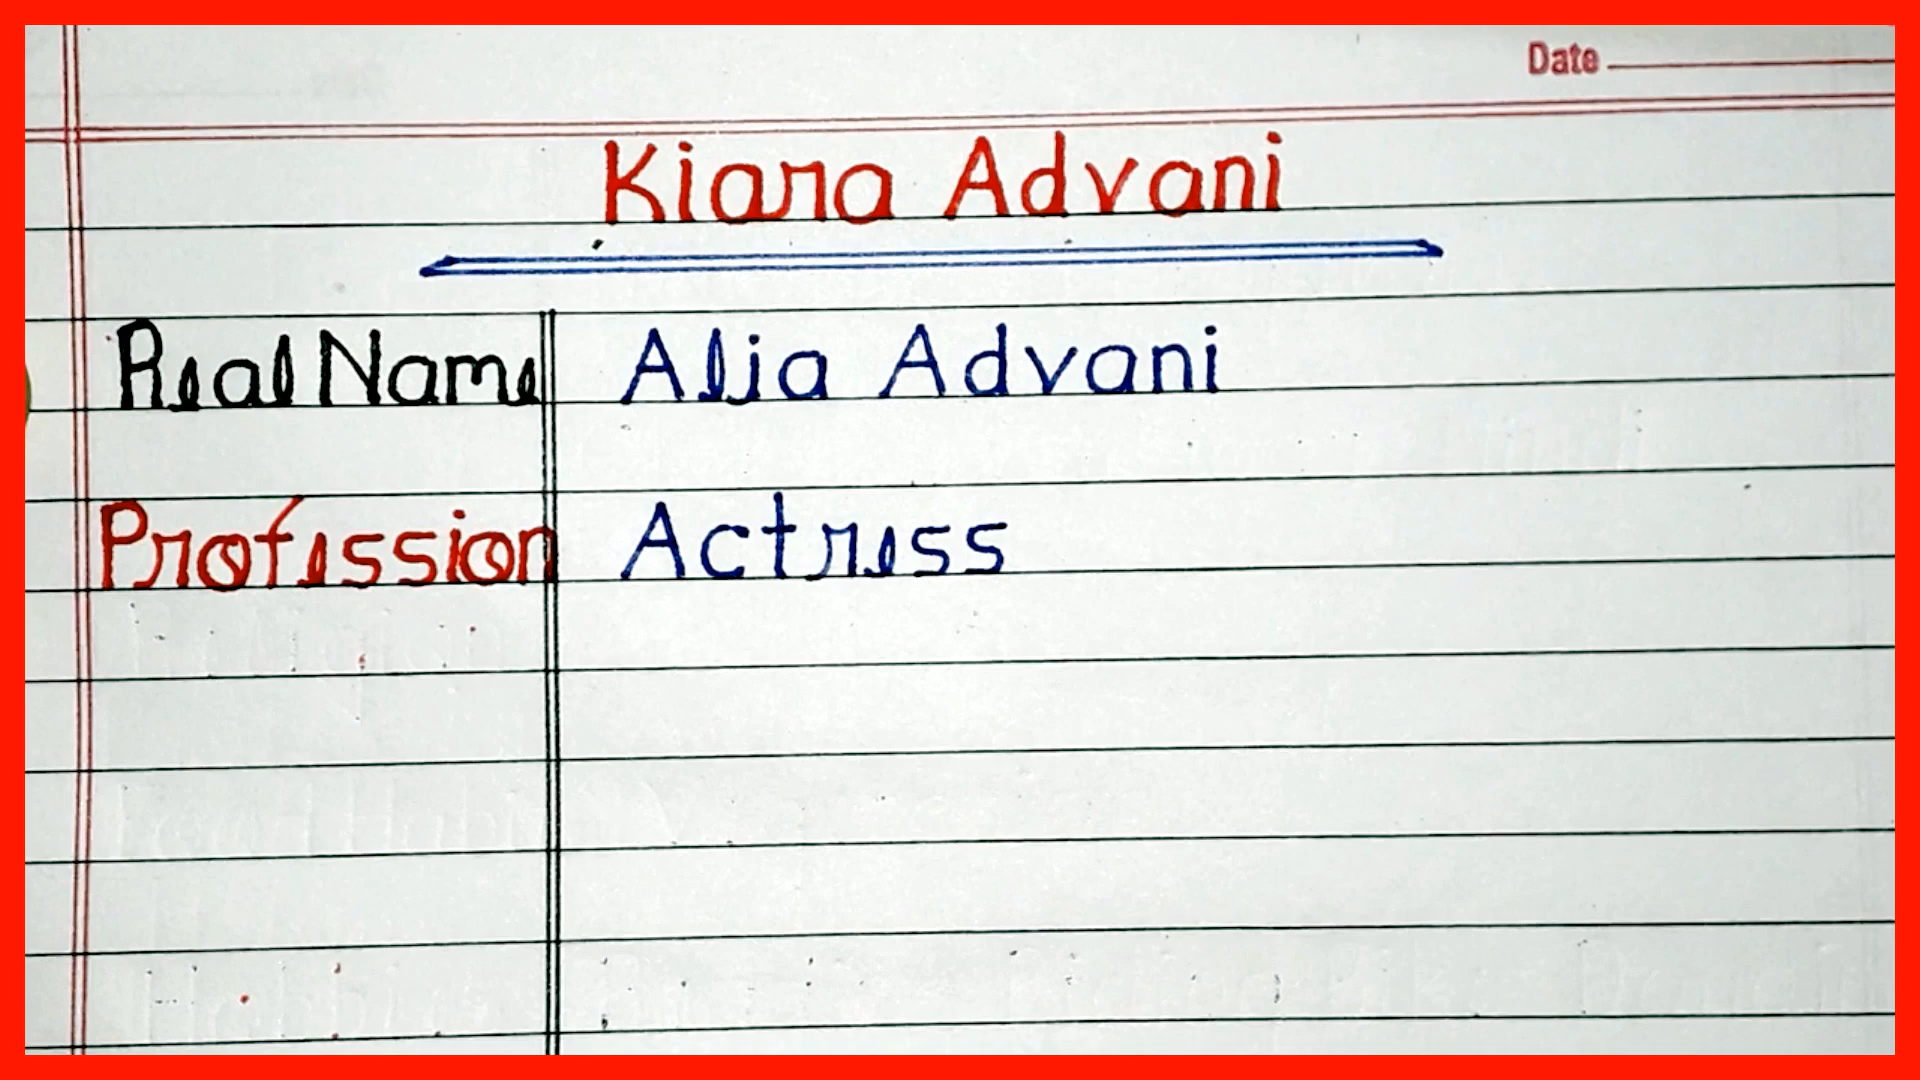 Date
Kiara Advani
Real Name Alia Advani
Profession Actress